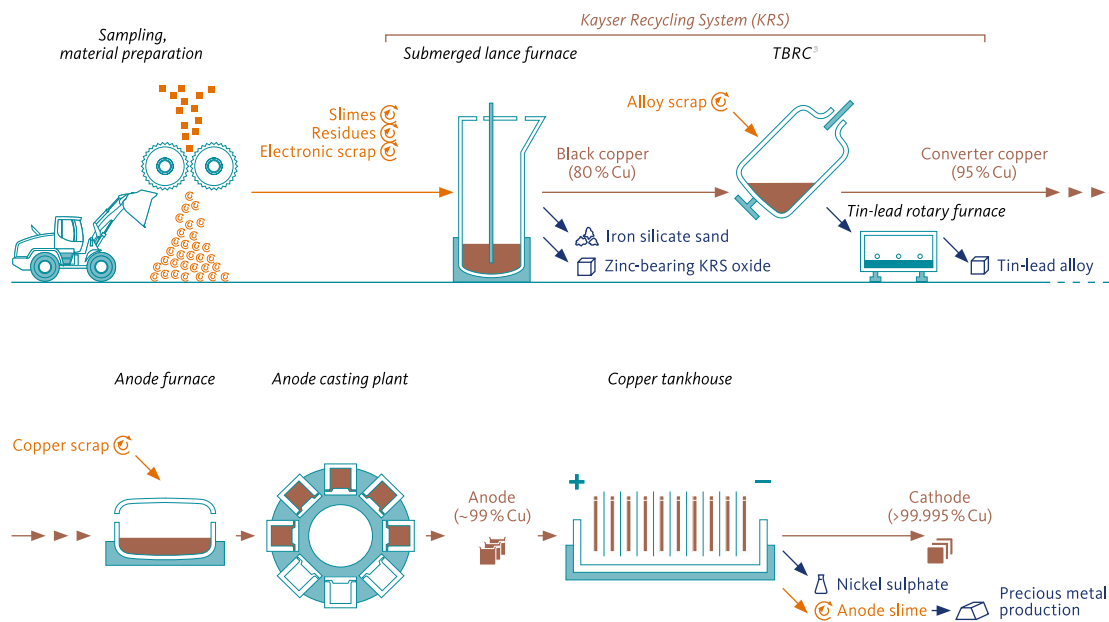 Kayser Recycling System (KRS)
Sampling,
material preparation
Submerged lance furnace
TBRC³
Slimes
Residues
Electronic scrap
Alloy scrap
Black copper
(80 % Cu)
Converter copper
(95 % Cu)
Iron silicate sand
Zinc-bearing KRS oxide
Tin-lead rotary furnace
Tin-lead alloy
Anode furnace
Anode casting plant
Copper tankhouse
Copper scrap
Anode
(~99 % Cu)
+
–
Cathode
(>99.995 % Cu)
Nickel sulphate
Anode slime
Precious metal
production